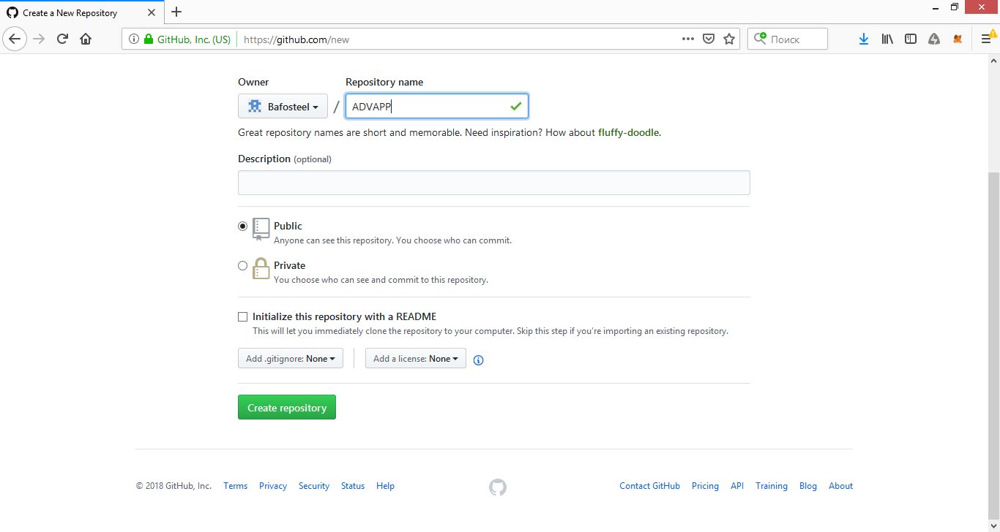 Create a New Repository
GitHub, Inc. (US) https://github.com/new Поиск
Owner Repository name
Bafosteel / ADVAPP
Great repository names are short and memorable. Need inspiration? How about fluffy-doodle.
Description (optional)
Public
Anyone can see this repository. You choose who can commit.
Private
You choose who can see and commit to this repository.
Initialize this repository with a README
This will let you immediately clone the repository to your computer. Skip this step if you're importing an existing repository.
Add .gitignore: None Add a license: None
Create repository
© 2018 GitHub, Inc. Terms Privacy Security Status Help Contact GitHub Pricing API Training Blog About